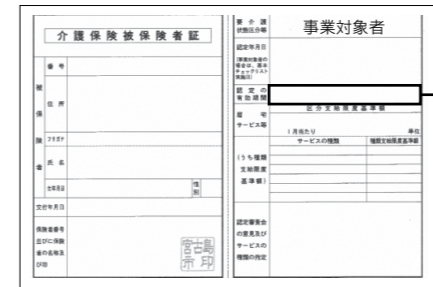 介護保険被保険者証
番号
被保険者
住所
フリガナ
氏名
生年月日
性別
交付年月日
保険者番号
並びに保険
者の名称及
び印
宮古島
市印
要介護
状態区分等
事業対象者
認定年月日
(事業対象者の
場合は、基本
チェックリスト
実施日)
認定の
有効期間
居宅
サービス等
区分支給限度基準額
1月当たり
単位
(うち種類
支給限度
基準額)
サービスの種類
種類支給限度基準額
認定審査会
の意見及び
サービスの
種類の指定